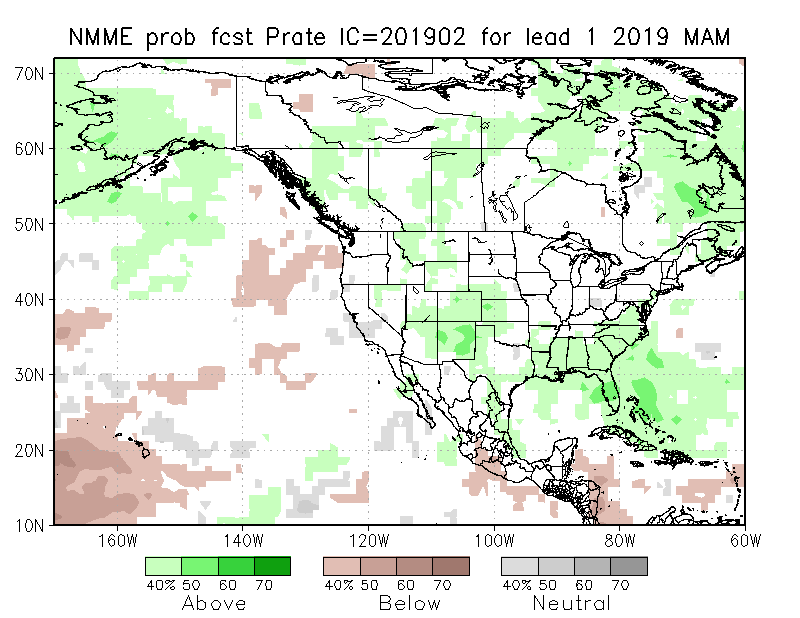 NMME prob fcst Prate IC=201902 for lead 1 2019 MAM
70N
60N
50N
40N
30N
20N
10N
160W 140W 120W 100W 80W 60W
40% 50 60 70 40% 50 60 70 40% 50 60 70
Above Below Neutral